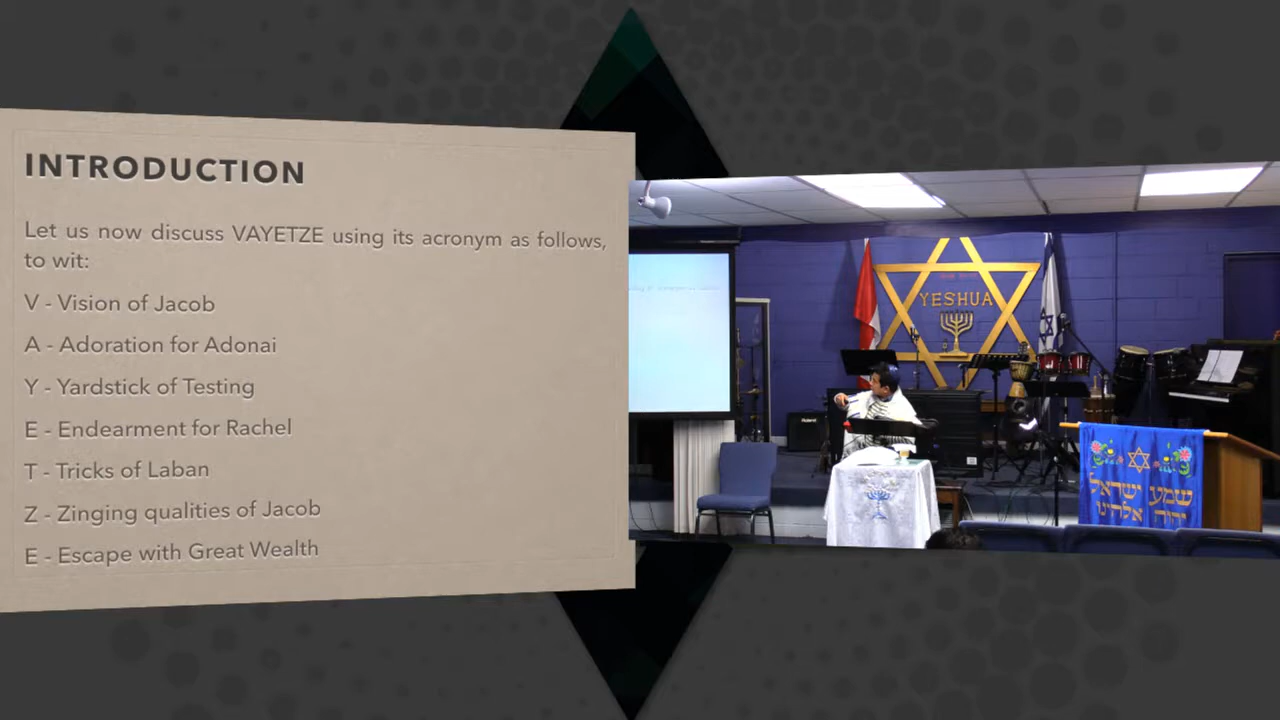 INTRODUCTION
Let us now discuss VAYETZE using its acronym as follows,
to wit:
V - Vision of Jacob
A - Adoration for Adonai
Y - Yardstick of Testing
E - Endearment for Rachel
T - Tricks of Laban
Z - Zinging qualities of Jacob
E - Escape with Great Wealth
YESHUA
Roland
שמע ישראל
יהוה אלהינו